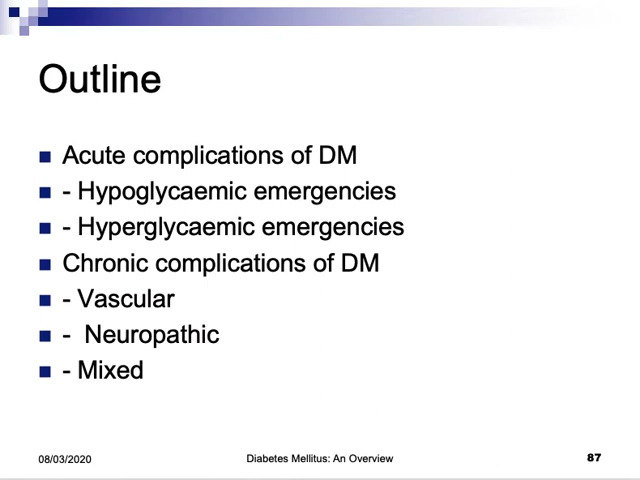 Outline
■ Acute complications of DM
■ - Hypoglycaemic emergencies
■ - Hyperglycaemic emergencies
■ Chronic complications of DM
■ - Vascular
■ -  Neuropathic
■ - Mixed
08/03/2020 Diabetes Mellitus: An Overview 87